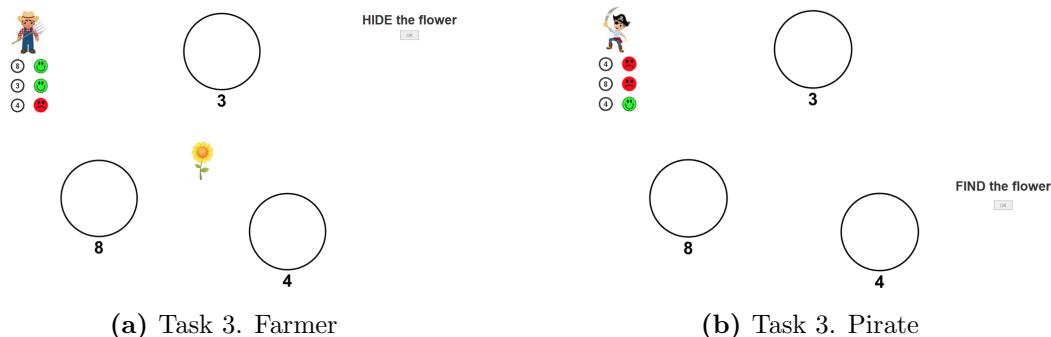 HIDE the flower
OK
8
3
4
3
8
4
(a) Task 3. Farmer
4
8
4
3
FIND the flower
OK
8
4
(b) Task 3. Pirate